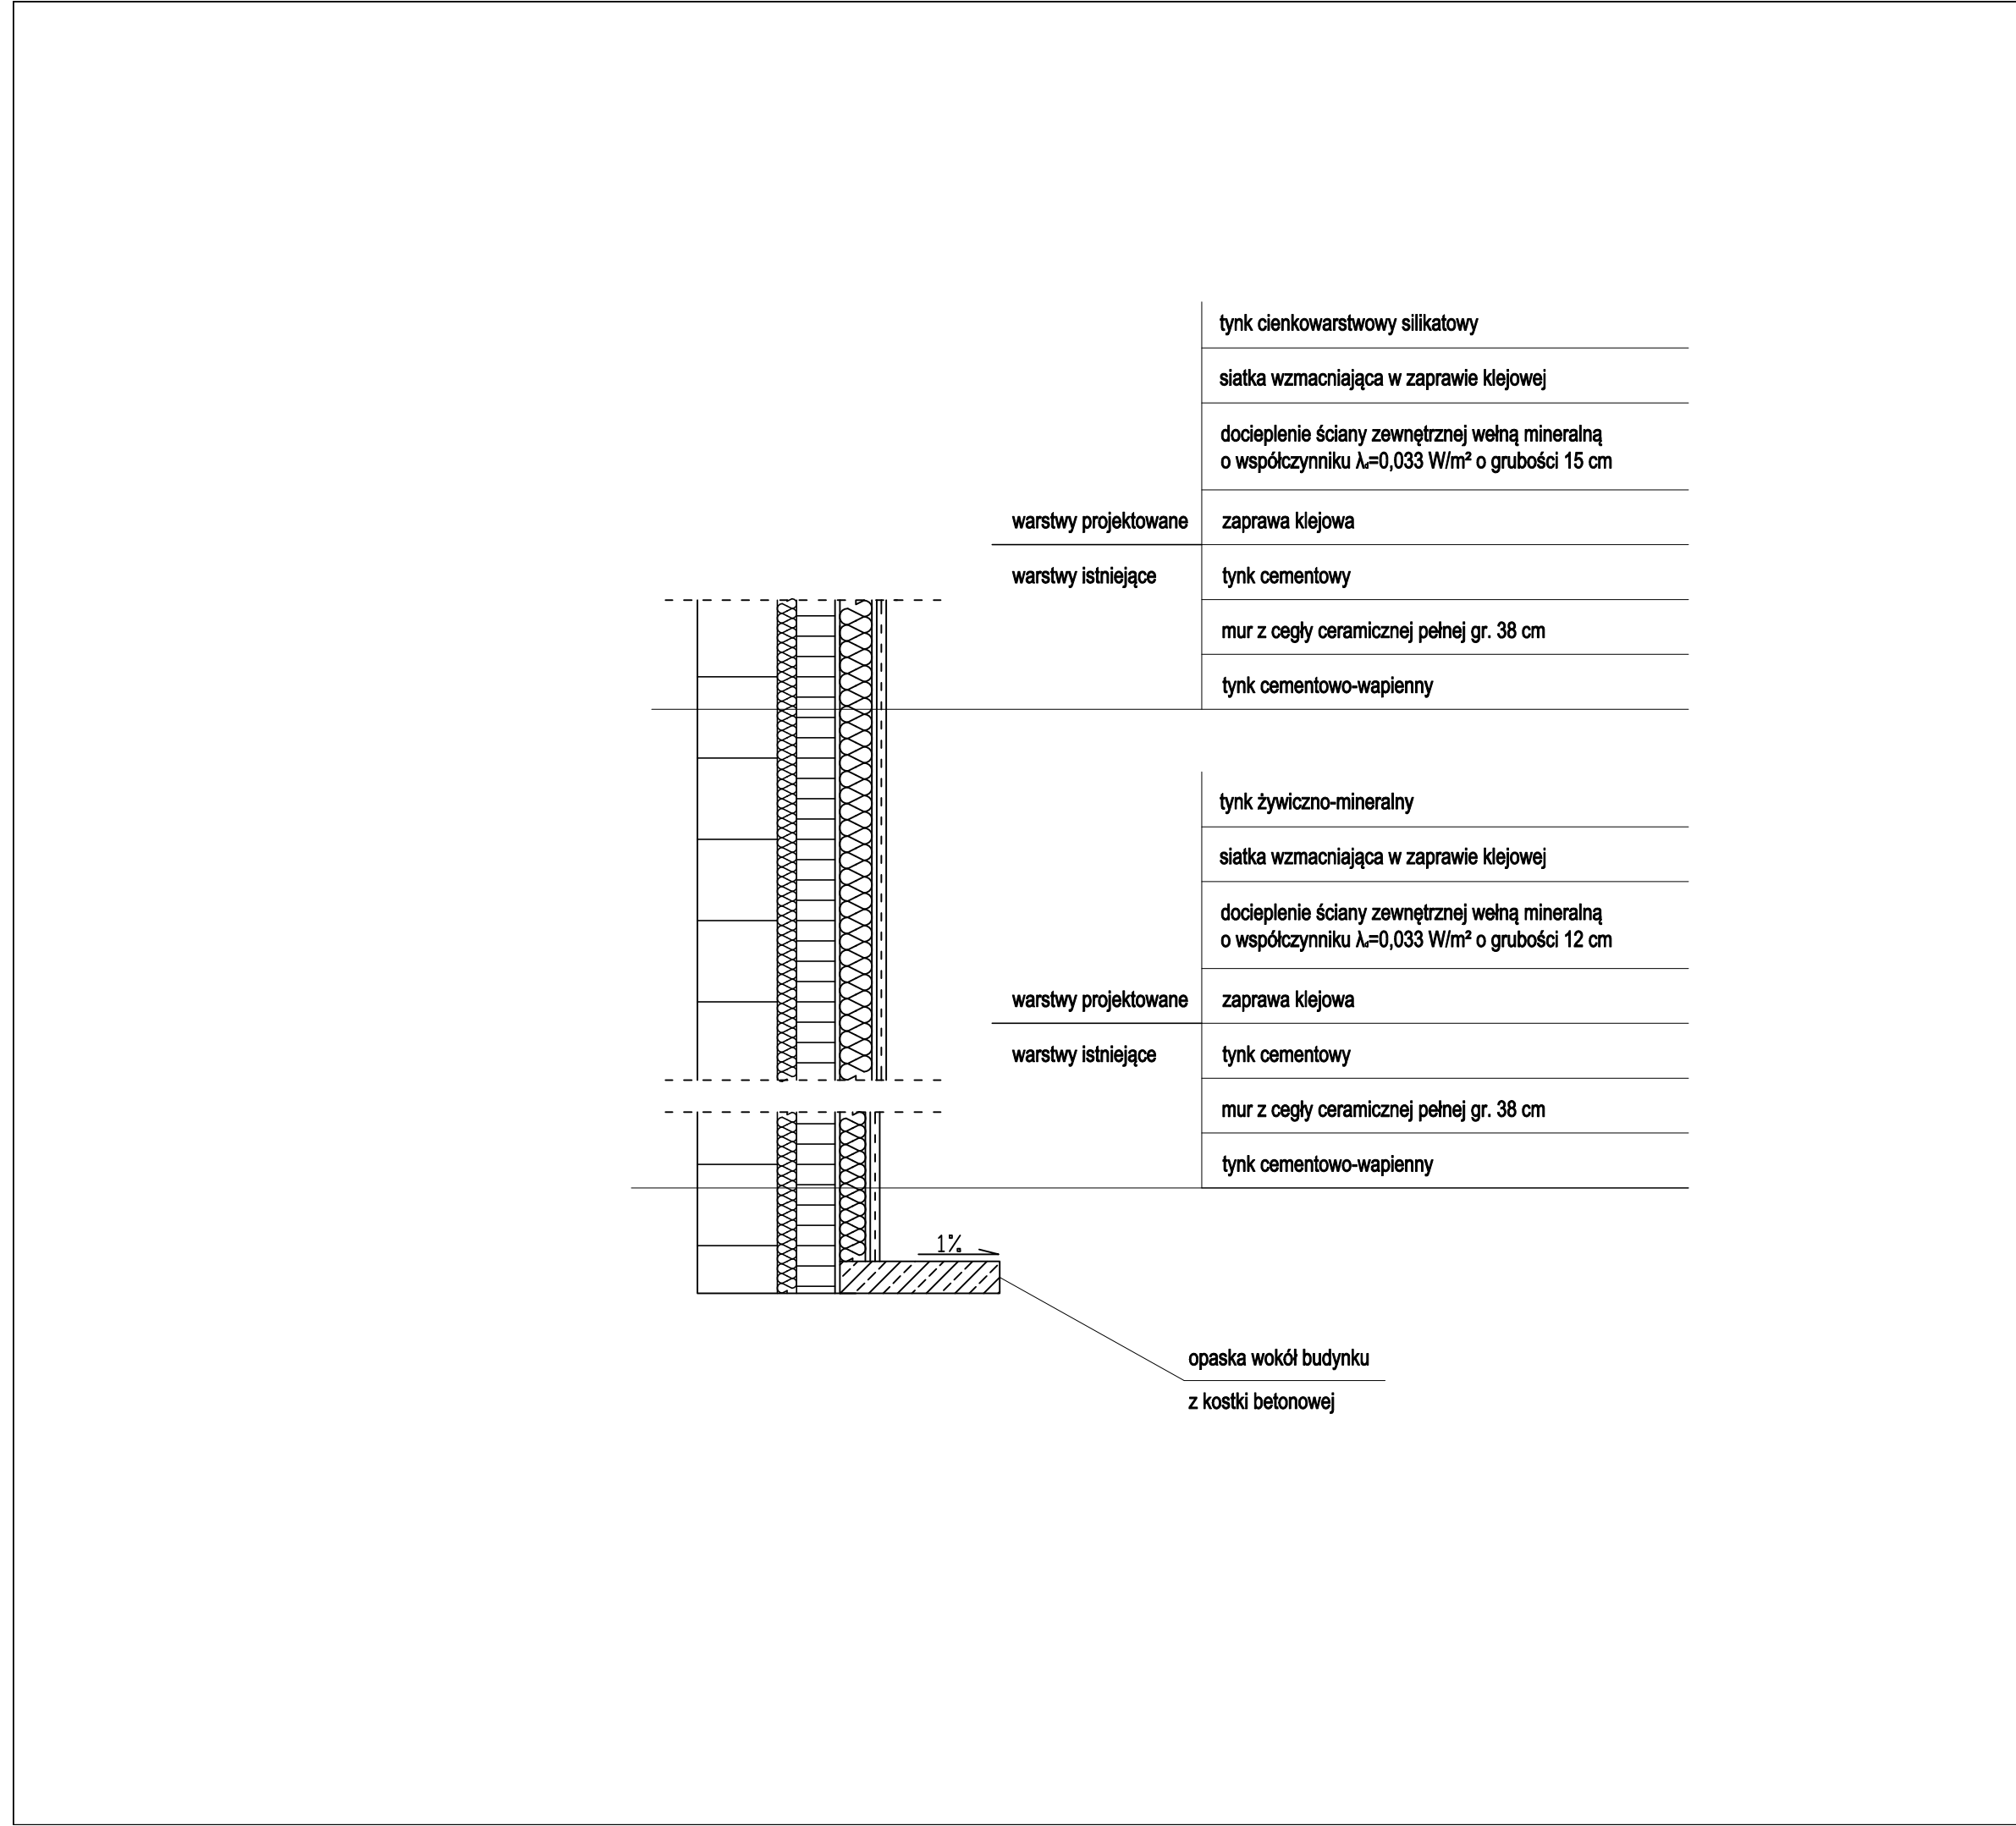 tynk cienkowarstwowy silikatowy
siatka wzmacniająca w zaprawie klejowej
docieplenie ściany zewnętrznej wełną mineralną
o współczynniku λd=0,033 W/m² o grubości 15 cm
warstwy projektowane zaprawa klejowa
warstwy istniejące tynk cementowy
mur z cegły ceramicznej pełnej gr. 38 cm
tynk cementowo-wapienny
tynk żywiczno-mineralny
siatka wzmacniająca w zaprawie klejowej
docieplenie ściany zewnętrznej wełną mineralną
o współczynniku λd=0,033 W/m² o grubości 12 cm
warstwy projektowane zaprawa klejowa
warstwy istniejące tynk cementowy
mur z cegły ceramicznej pełnej gr. 38 cm
tynk cementowo-wapienny
1%
opaska wokół budynku
z kostki betonowej